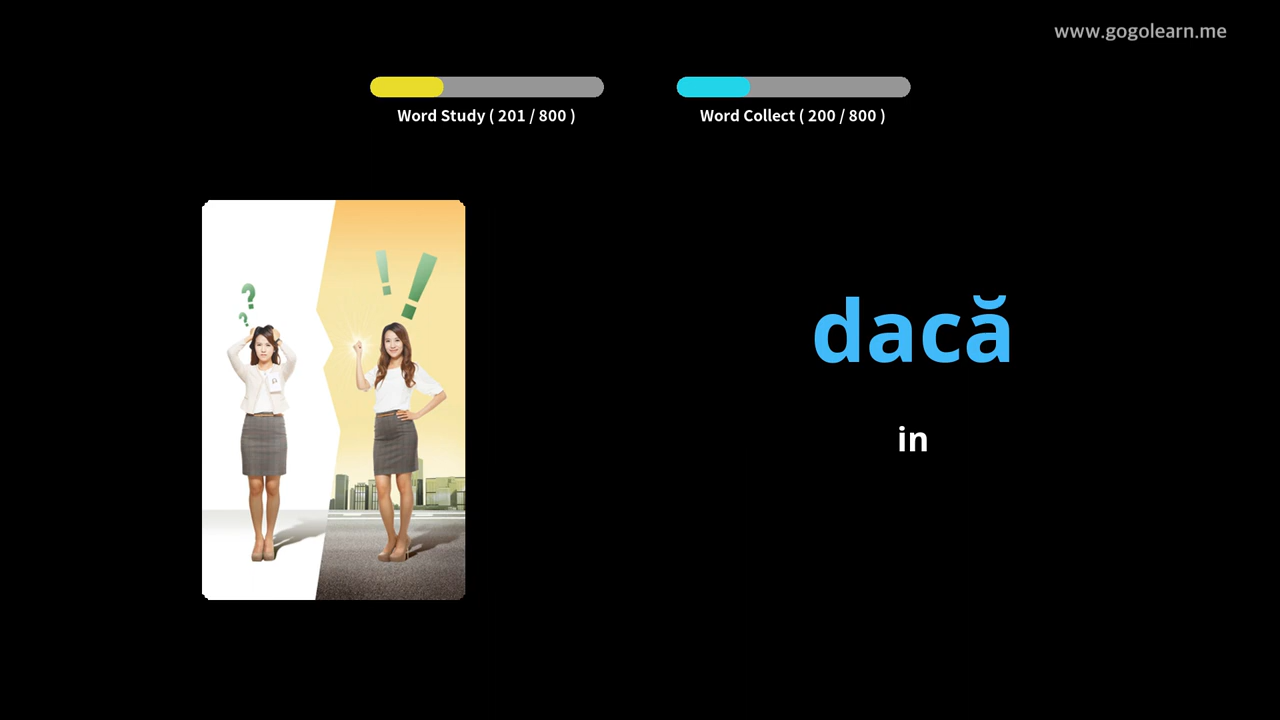 www.gogolearn.me
Word Study ( 201 / 800 )
Word Collect ( 200 / 800 )
? ?
! !
dacă
in